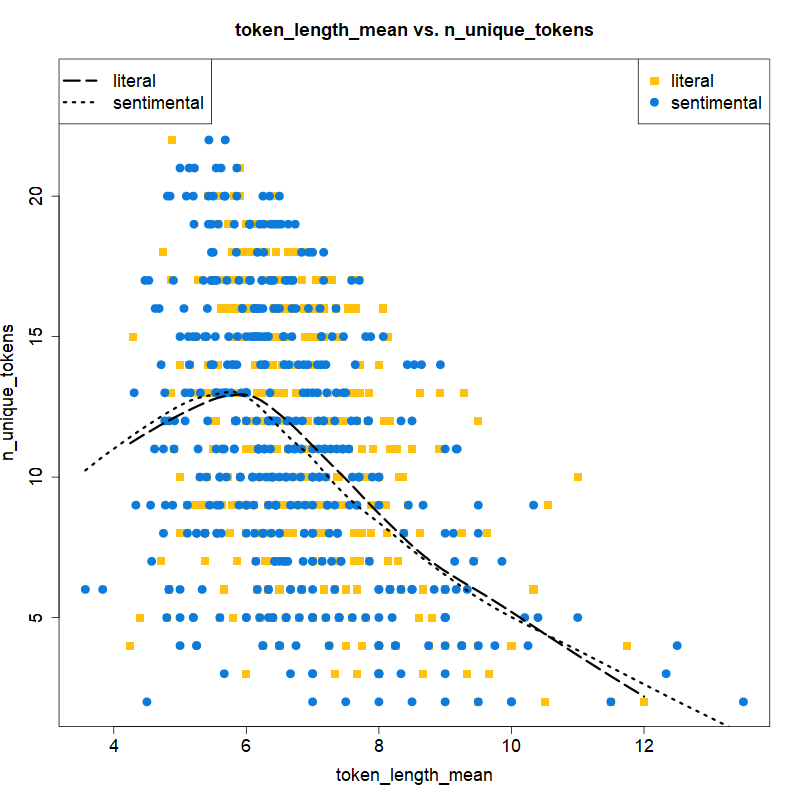 token_length_mean vs. n_unique_tokens
literal
sentimental
literal
sentimental
n_unique_tokens
20
15
10
5
4 6 8 10 12
token_length_mean